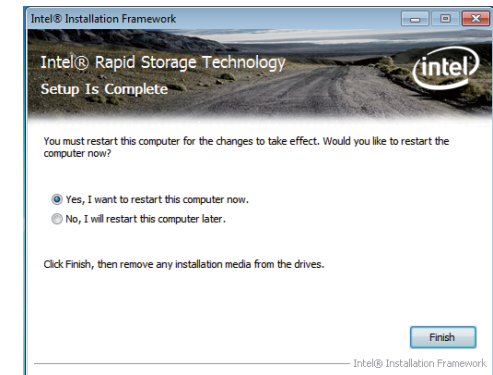 Intel® Installation Framework
Intel® Rapid Storage Technology
Setup Is Complete
intel
You must restart this computer for the changes to take effect. Would you like to restart the
computer now?
Yes, I want to restart this computer now.
No, I will restart this computer later.
Click Finish, then remove any installation media from the drives.
Finish
Intel® Installation Framework